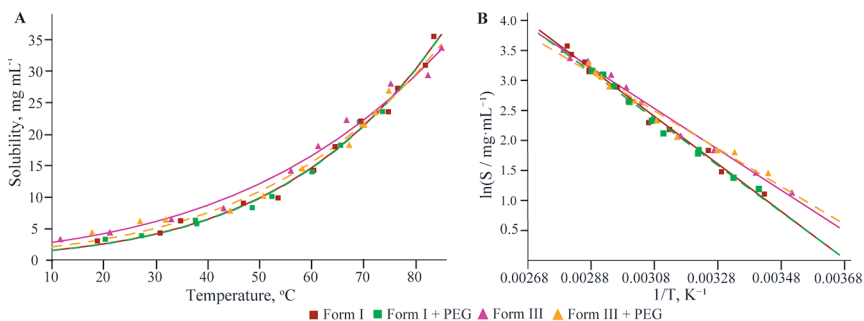 A
B
Solubility, mg mL⁻¹
35
30
25
20
15
10
5
0
10 20 30 40 50 60 70 80
Temperature, ºC
ln(S / mg·mL⁻¹)
4.0
3.5
3.0
2.5
2.0
1.5
1.0
0.5
0.00268 0.00288 0.00308 0.00328 0.00348 0.00368
1/T, K⁻¹
Form I Form I + PEG Form III Form III + PEG